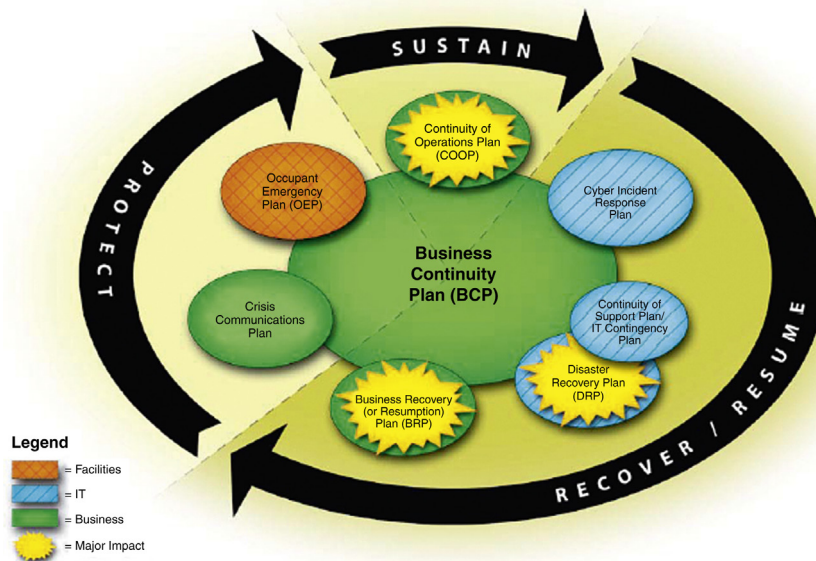 SUSTAIN
PROTECT
RECOVER / RESUME
Continuity of
Operations Plan
(COOP)
Occupant
Emergency
Plan (OEP)
Cyber Incident
Response
Plan
Business
Continuity
Plan (BCP)
Crisis
Communications
Plan
Continuity of
Support Plan/
IT Contingency
Plan
Disaster
Recovery Plan
(DRP)
Business Recovery
(or Resumption)
Plan (BRP)
Legend
= Facilities
= IT
= Business
= Major Impact